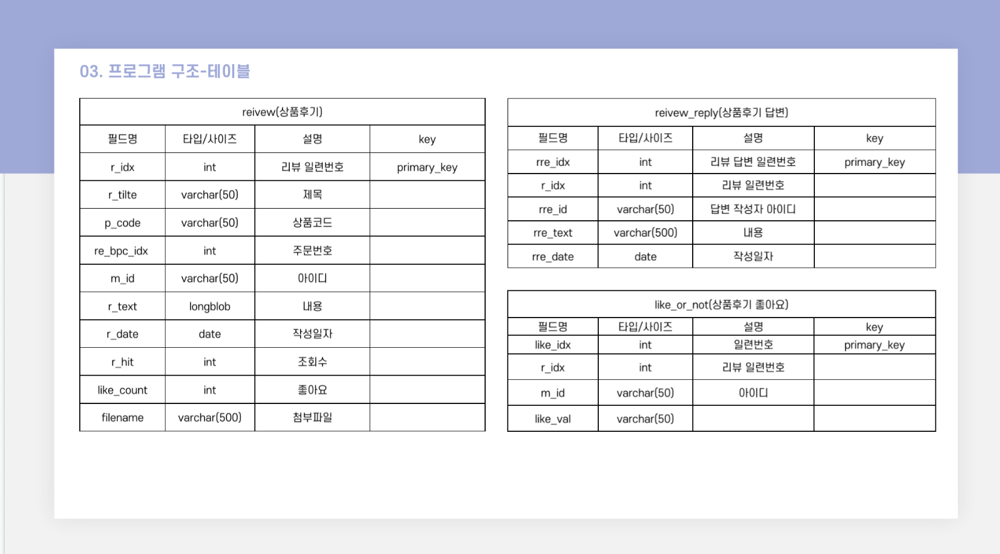 03. 프로그램 구조-테이블
reivew(상품후기)
필드명 타입/사이즈 설명 key
r_idx int 리뷰 일련번호 primary_key
r_tilte varchar(50) 제목
p_code varchar(50) 상품코드
re_bpc_idx int 주문번호
m_id varchar(50) 아이디
r_text longblob 내용
r_date date 작성일자
r_hit int 조회수
like_count int 좋아요
filename varchar(500) 첨부파일
reivew_reply(상품후기 답변)
필드명 타입/사이즈 설명 key
rre_idx int 리뷰 답변 일련번호 primary_key
r_idx int 리뷰 일련번호
rre_id varchar(50) 답변 작성자 아이디
rre_text varchar(500) 내용
rre_date date 작성일자
like_or_not(상품후기 좋아요)
필드명 타입/사이즈 설명 key
like_idx int 일련번호 primary_key
r_idx int 리뷰 일련번호
m_id varchar(50) 아이디
like_val varchar(50)